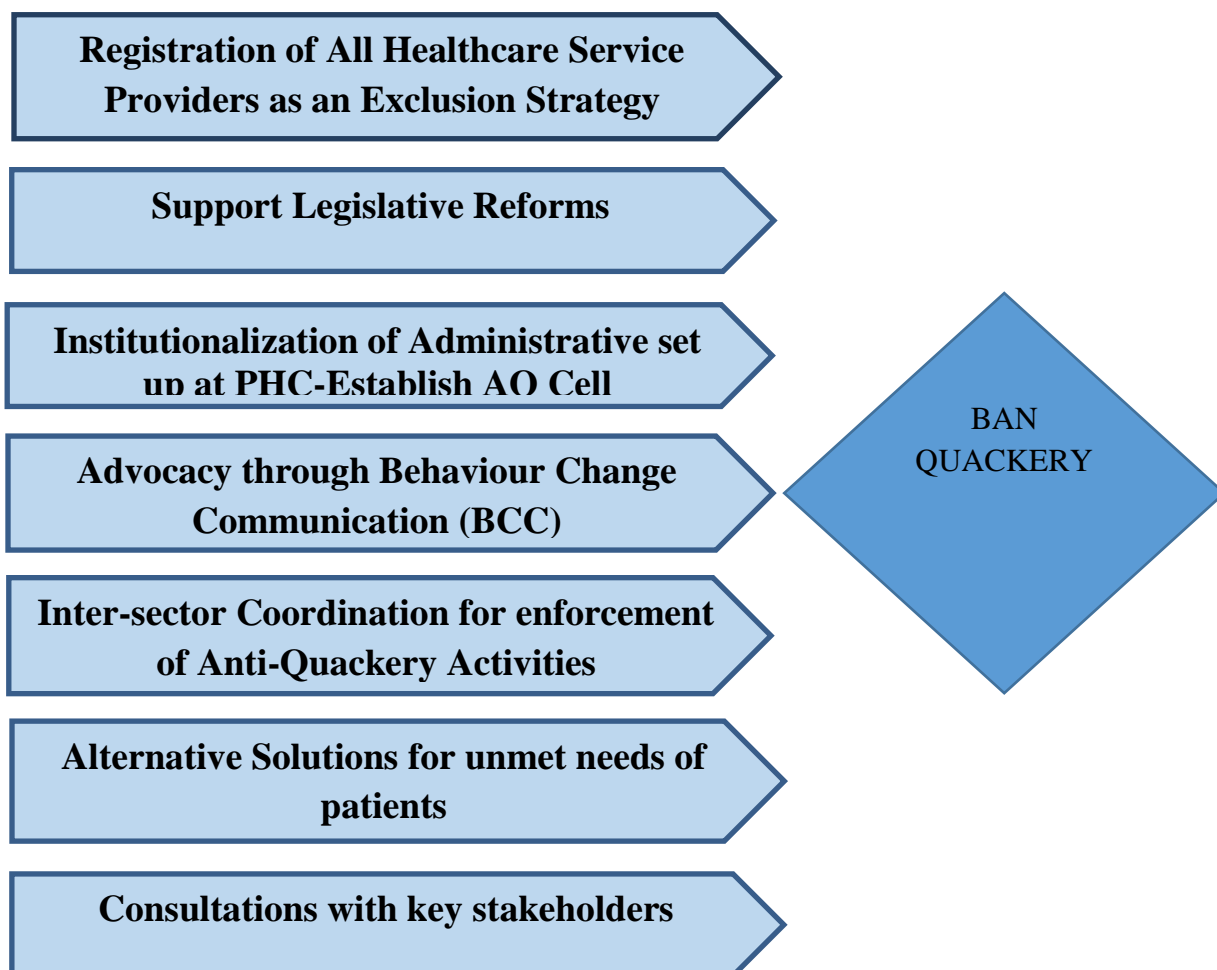 Registration of All Healthcare Service
Providers as an Exclusion Strategy
Support Legislative Reforms
Institutionalization of Administrative set
up at PHC-Establish AQ Cell
Advocacy through Behaviour Change
Communication (BCC)
Inter-sector Coordination for enforcement
of Anti-Quackery Activities
Alternative Solutions for unmet needs of
patients
Consultations with key stakeholders
BAN
QUACKERY